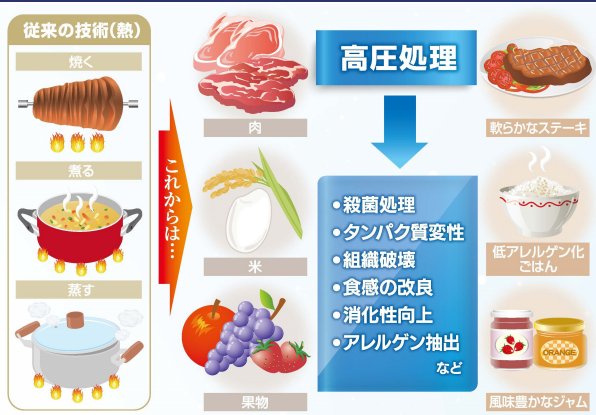 従来の技術(熱)
焼く
煮る
蒸す
これからは…
肉
米
果物
高圧処理
•殺菌処理
•タンパク質変性
•組織破壊
•食感の改良
•消化性向上
•アレルゲン抽出
など
軟らかなステーキ
低アレルゲン化
ごはん
ORANGE
風味豊かなジャム